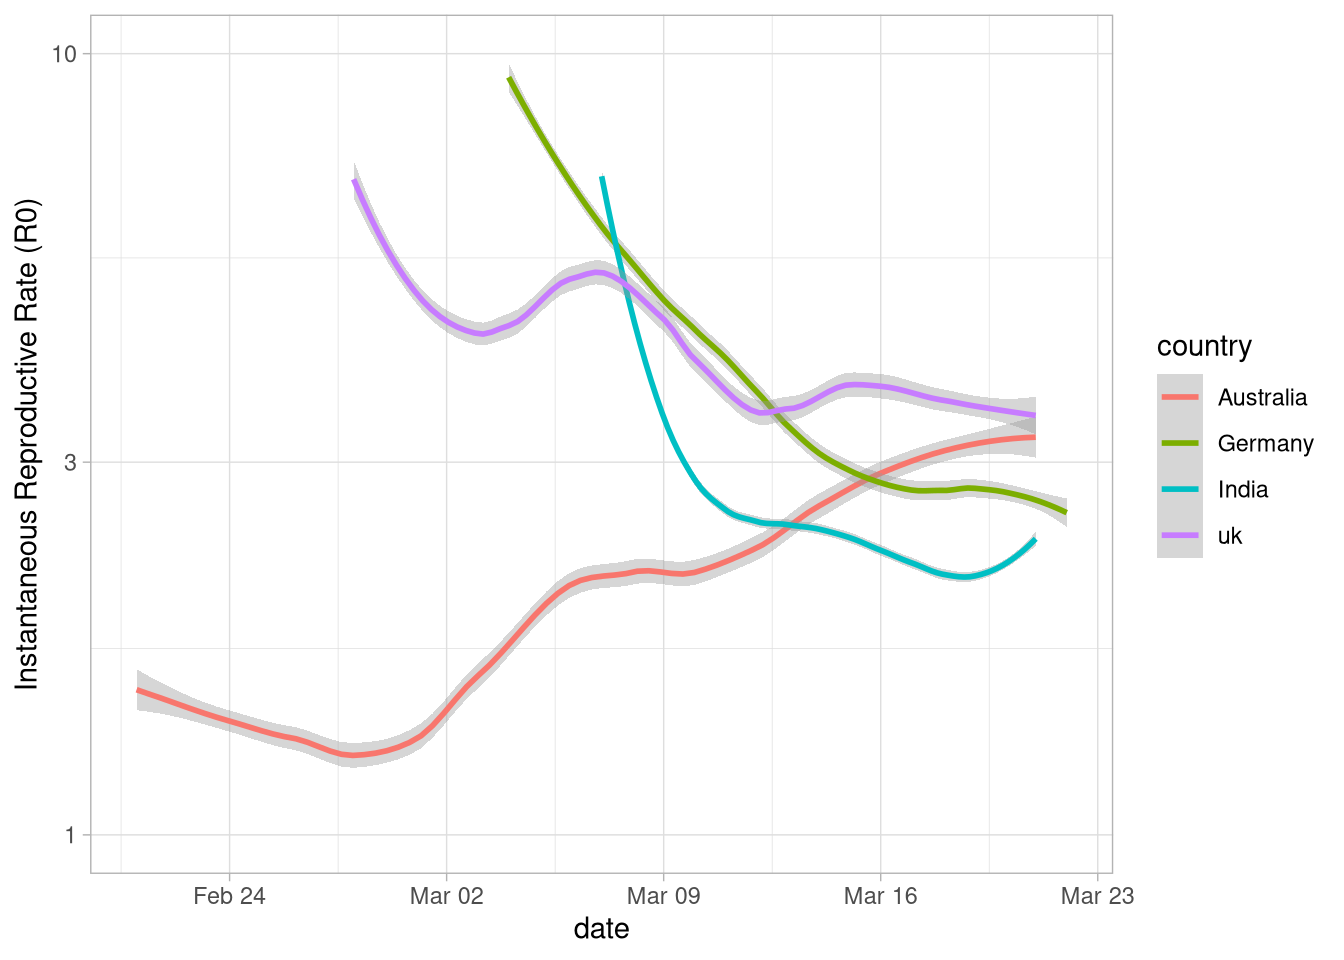 Instantaneous Reproductive Rate (R0)
10
3
1
Feb 24
Mar 02
Mar 09
Mar 16
Mar 23
date
country
Australia
Germany
India
uk